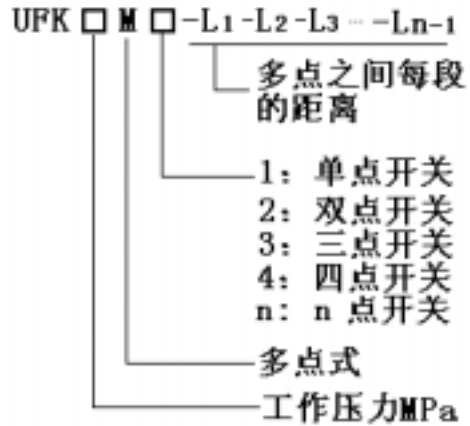 UFK□M□-L1-L2-L3…-Ln-1
多点之间每段
的距离
1: 单点开关
2: 双点开关
3: 三点开关
4: 四点开关
n: n 点开关
多点式
工作压力MPa